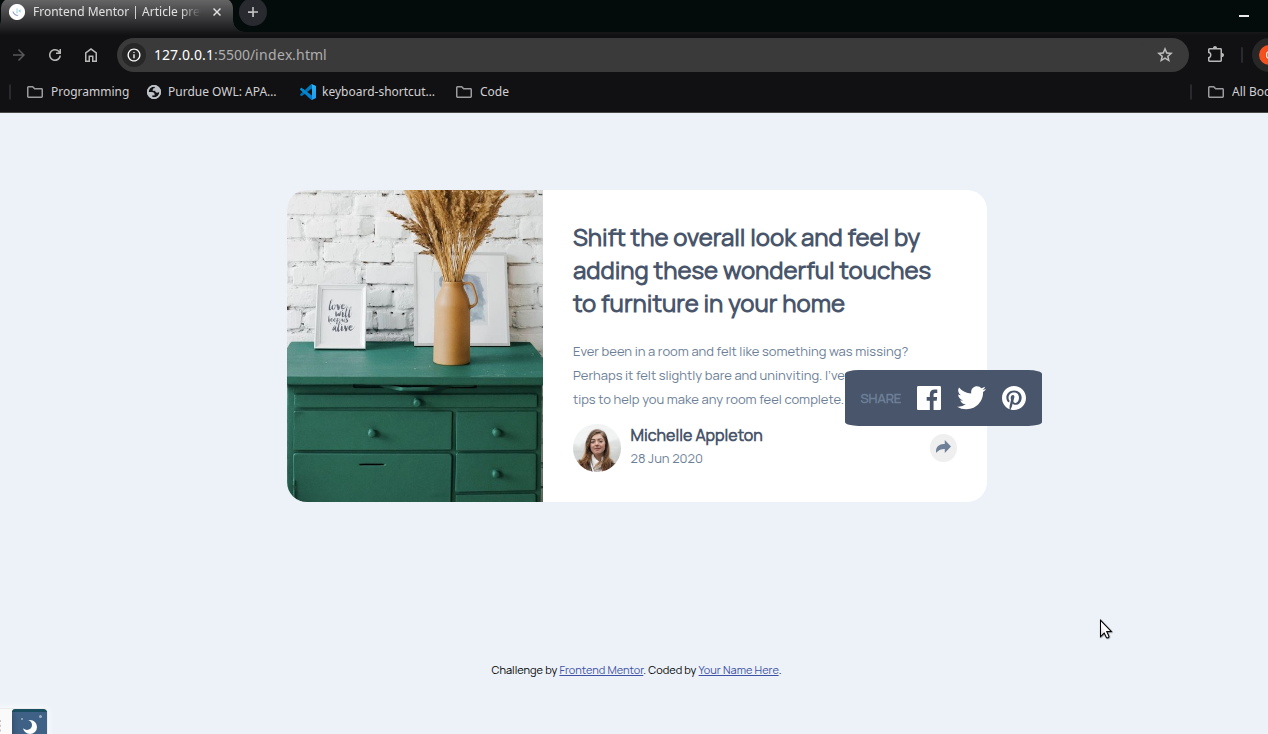 Frontend Mentor | Article pre
127.0.0.1:5500/index.html
Programming
Purdue OWL: APA...
keyboard-shortcut...
Code
All Boo
love
will
keep us
alive
Shift the overall look and feel by
adding these wonderful touches
to furniture in your home
Ever been in a room and felt like something was missing?
Perhaps it felt slightly bare and uninviting. I've
tips to help you make any room feel complete.
SHARE
Michelle Appleton
28 Jun 2020
Challenge by Frontend Mentor. Coded by Your Name Here.